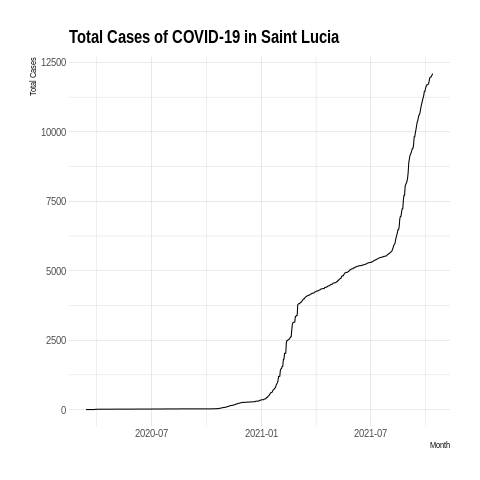 Total Cases of COVID-19 in Saint Lucia
Total Cases
12500
10000
7500
5000
2500
0
2020-07 2021-01 2021-07
Month